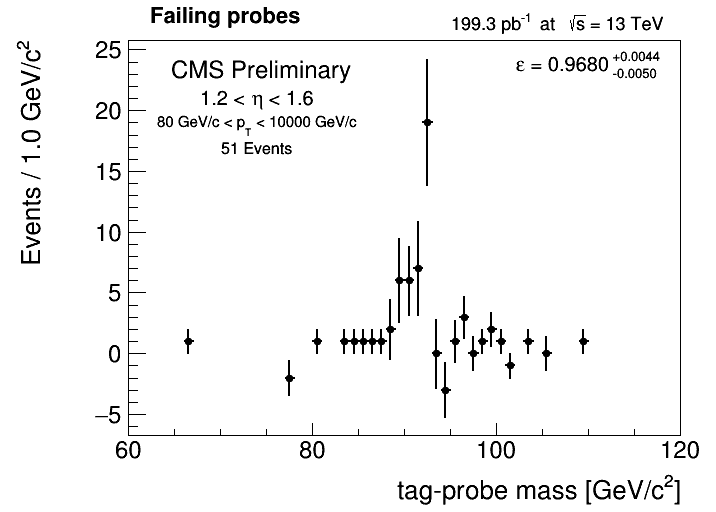 Failing probes
199.3 pb⁻¹ at √s = 13 TeV
CMS Preliminary
ε = 0.9680 +0.0044 -0.0050
1.2 < η < 1.6
80 GeV/c < p_T < 10000 GeV/c
51 Events
Events / 1.0 GeV/c²
25
20
15
10
5
0
−5
60 80 100 120
tag-probe mass [GeV/c²]